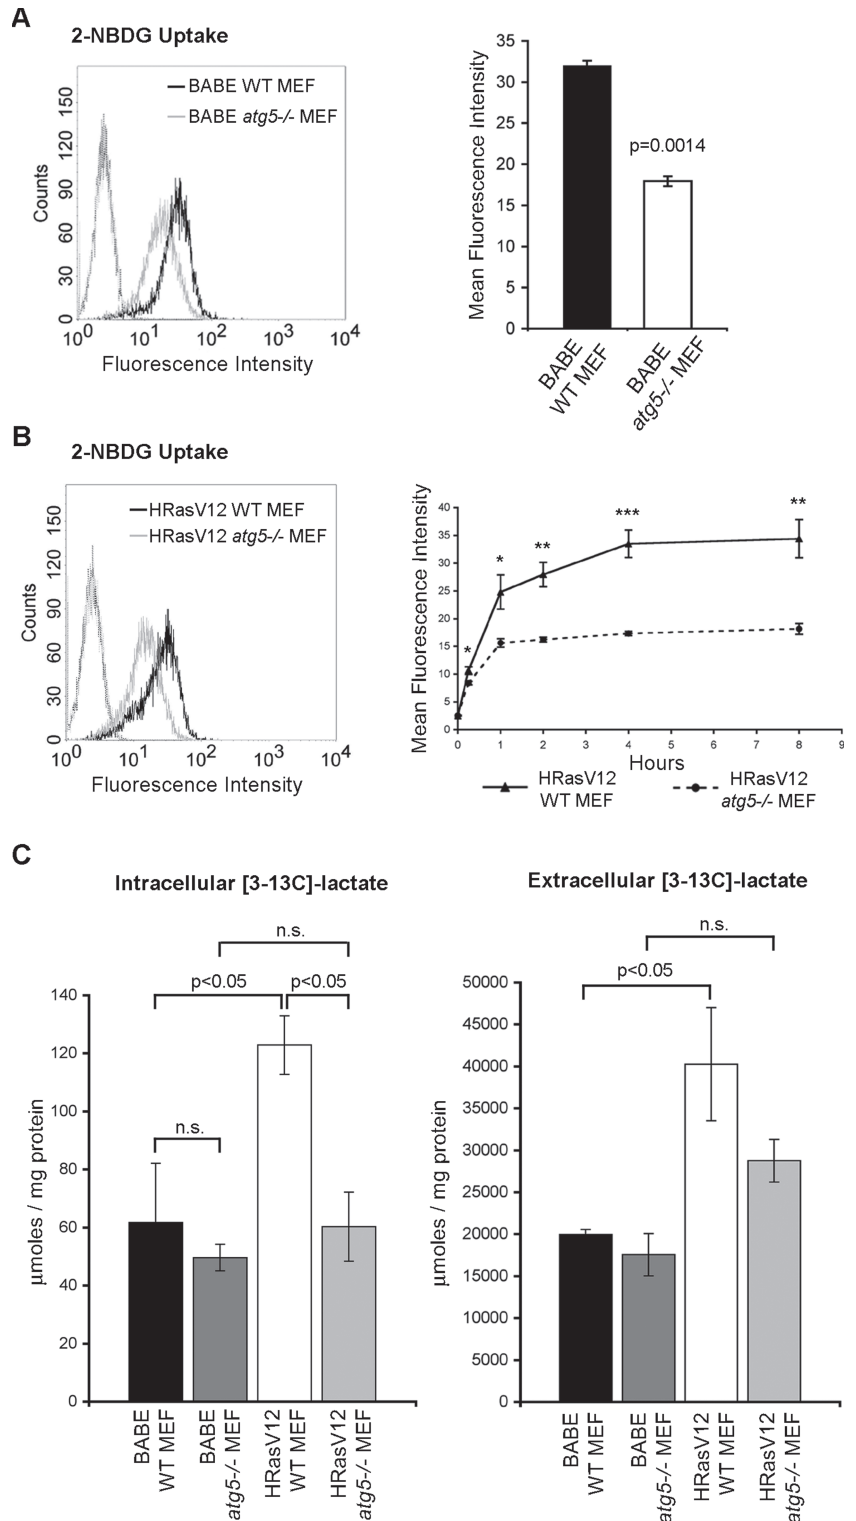 A
2-NBDG Uptake
BABE WT MEF
BABE atg5-/- MEF
Counts
150
120
90
60
30
0
10^0 10^1 10^2 10^3 10^4
Fluorescence Intensity
Mean Fluorescence Intensity
35
30
25
20
15
10
5
0
p=0.0014
BABE
WT MEF
BABE
atg5-/- MEF
B
2-NBDG Uptake
HRasV12 WT MEF
HRasV12 atg5-/- MEF
Counts
150
120
90
60
30
0
10^0 10^1 10^2 10^3 10^4
Fluorescence Intensity
Mean Fluorescence Intensity
40
35
30
25
20
15
10
5
0
* * ** *** **
0 1 2 3 4 5 6 7 8 9
Hours
HRasV12
WT MEF
HRasV12
atg5-/- MEF
C
Intracellular [3-13C]-lactate
n.s.
p<0.05 p<0.05
n.s.
μmoles / mg protein
140
120
100
80
60
40
20
0
BABE
WT MEF
BABE
atg5-/- MEF
HRasV12
WT MEF
HRasV12
atg5-/- MEF
Extracellular [3-13C]-lactate
n.s.
p<0.05
μmoles / mg protein
50000
45000
40000
35000
30000
25000
20000
15000
10000
5000
0
BABE
WT MEF
BABE
atg5-/- MEF
HRasV12
WT MEF
HRasV12
atg5-/- MEF